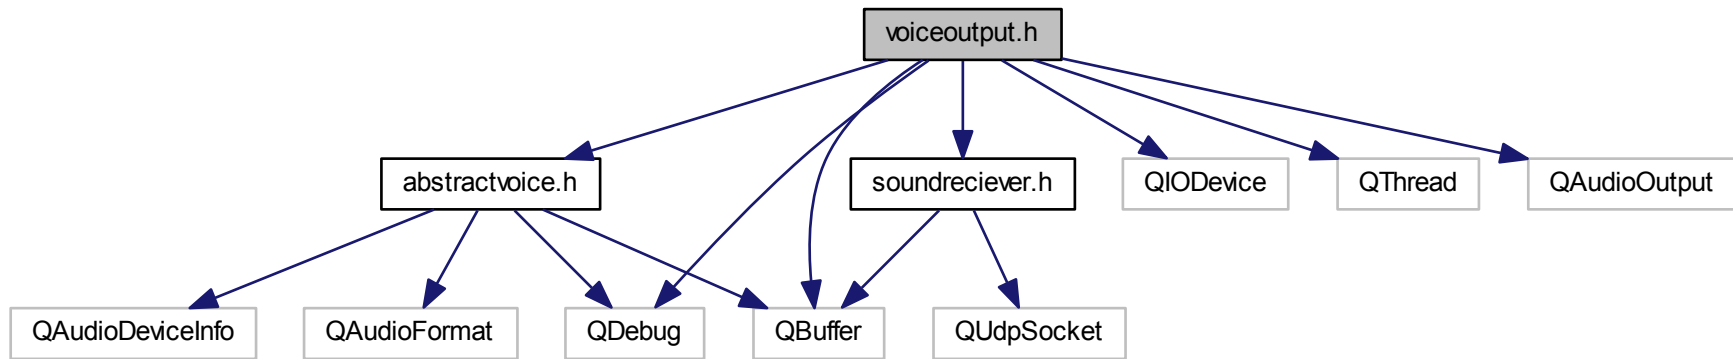 voiceoutput.h
abstractvoice.h
soundreciever.h
QIODevice
QThread
QAudioOutput
QAudioDeviceInfo
QAudioFormat
QDebug
QBuffer
QUdpSocket